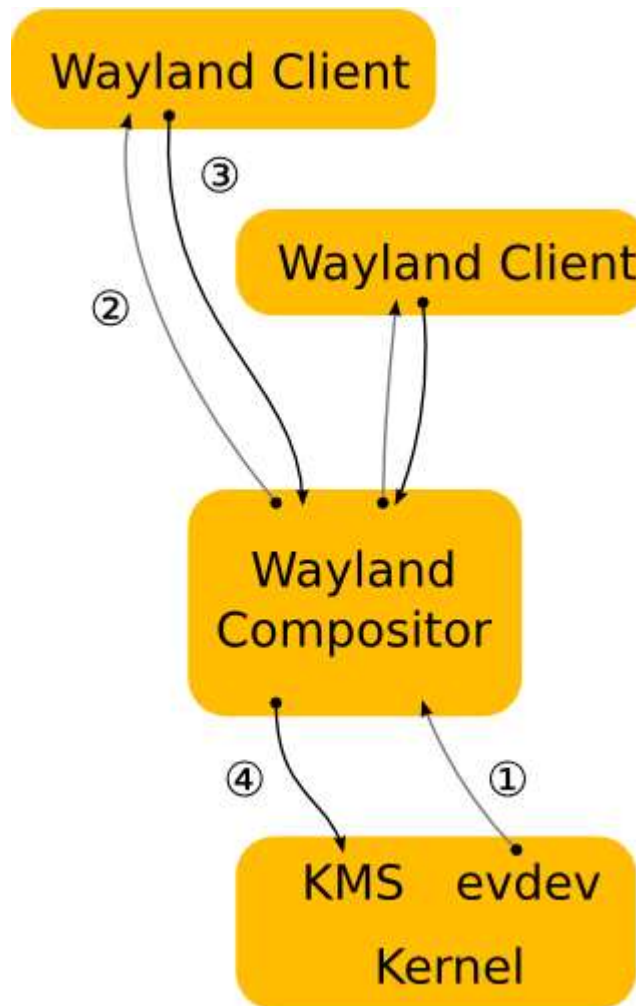 Wayland Client
③
②
Wayland Client
Wayland
Compositor
④
①
KMS evdev
Kernel